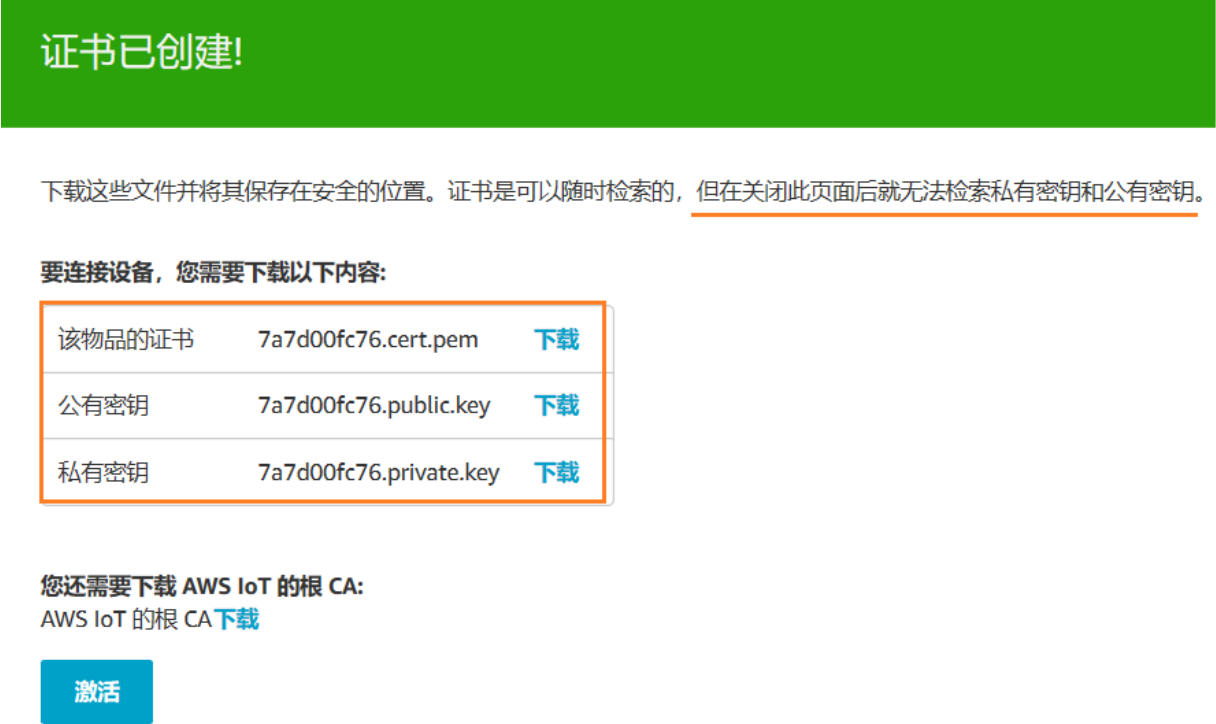 证书已创建!
下载这些文件并将其保存在安全的位置。证书是可以随时检索的，但在关闭此页面后就无法检索私有密钥和公有密钥。
要连接设备，您需要下载以下内容:
该物品的证书 7a7d00fc76.cert.pem 下载
公有密钥 7a7d00fc76.public.key 下载
私有密钥 7a7d00fc76.private.key 下载
您还需要下载 AWS IoT 的根 CA:
AWS IoT 的根 CA下载
激活